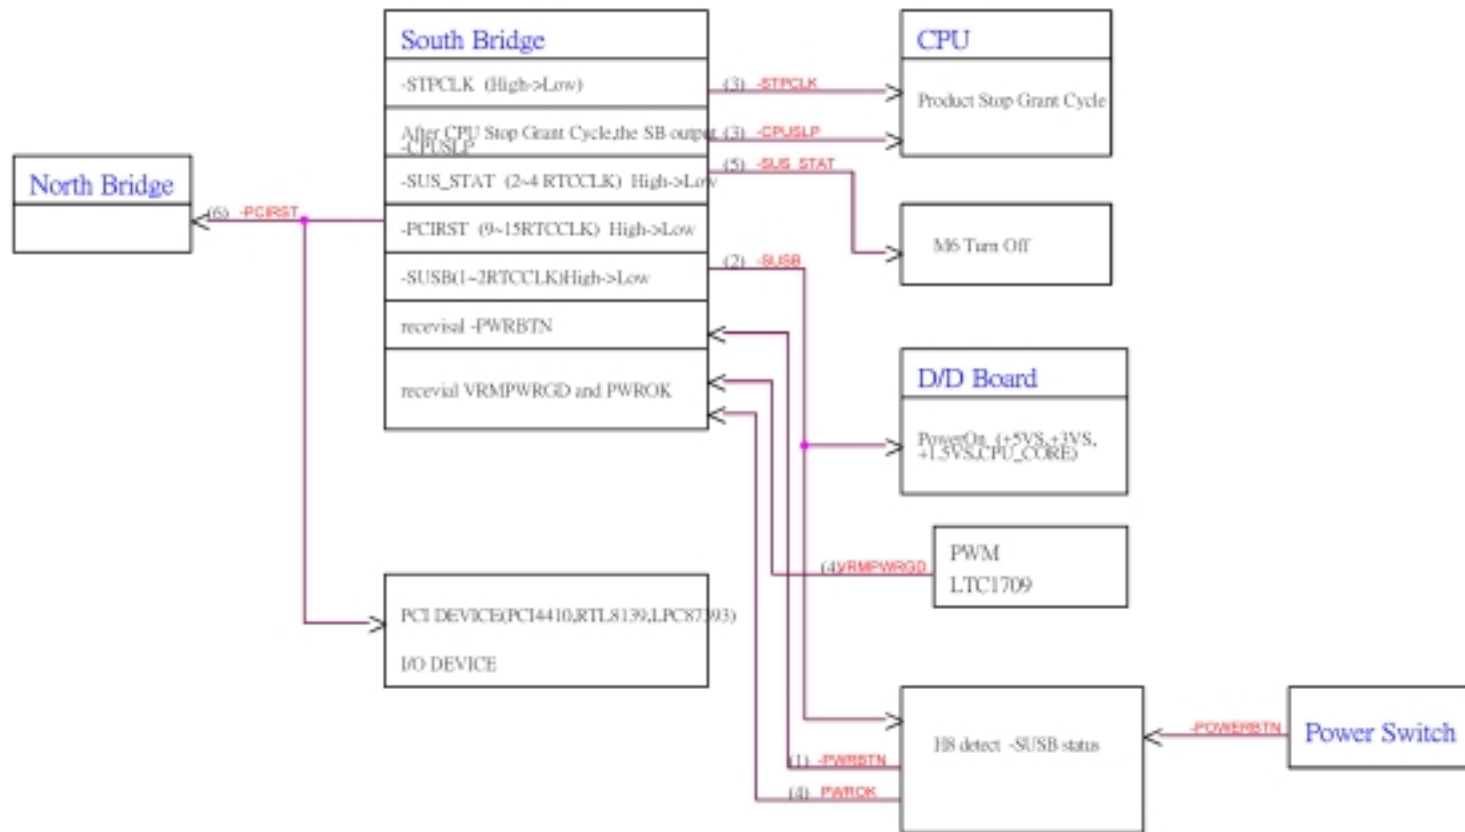 South Bridge
-STPCLK (High->Low)
After CPU Stop Grant Cycle,the SB output
-CPUSLP
-SUS_STAT (2~4 RTCCLK) High->Low
-PCIRST (9~15RTCCLK) High->Low
-SUSB(1~2RTCCLK)High->Low
recevisal -PWRBTN
recevial VRMPWRGD and PWROK
CPU
Product Stop Grant Cycle
(3) -STPCLK
(3) -CPUSLP
(5) -SUS_STAT
North Bridge
(6) -PCIRST
M6 Turn Off
(2) -SUSB
D/D Board
PowerOn (+5VS,+3VS,
+1.5VS,CPU_CORE)
PWM
LTC1709
(4)VRMPWRGD
PCI DEVICE(PCI4410,RTL8139,LPC87393)
I/O DEVICE
H8 detect -SUSB status
(1) -PWRBTN
(4) PWROK
-POWERBTN
Power Switch